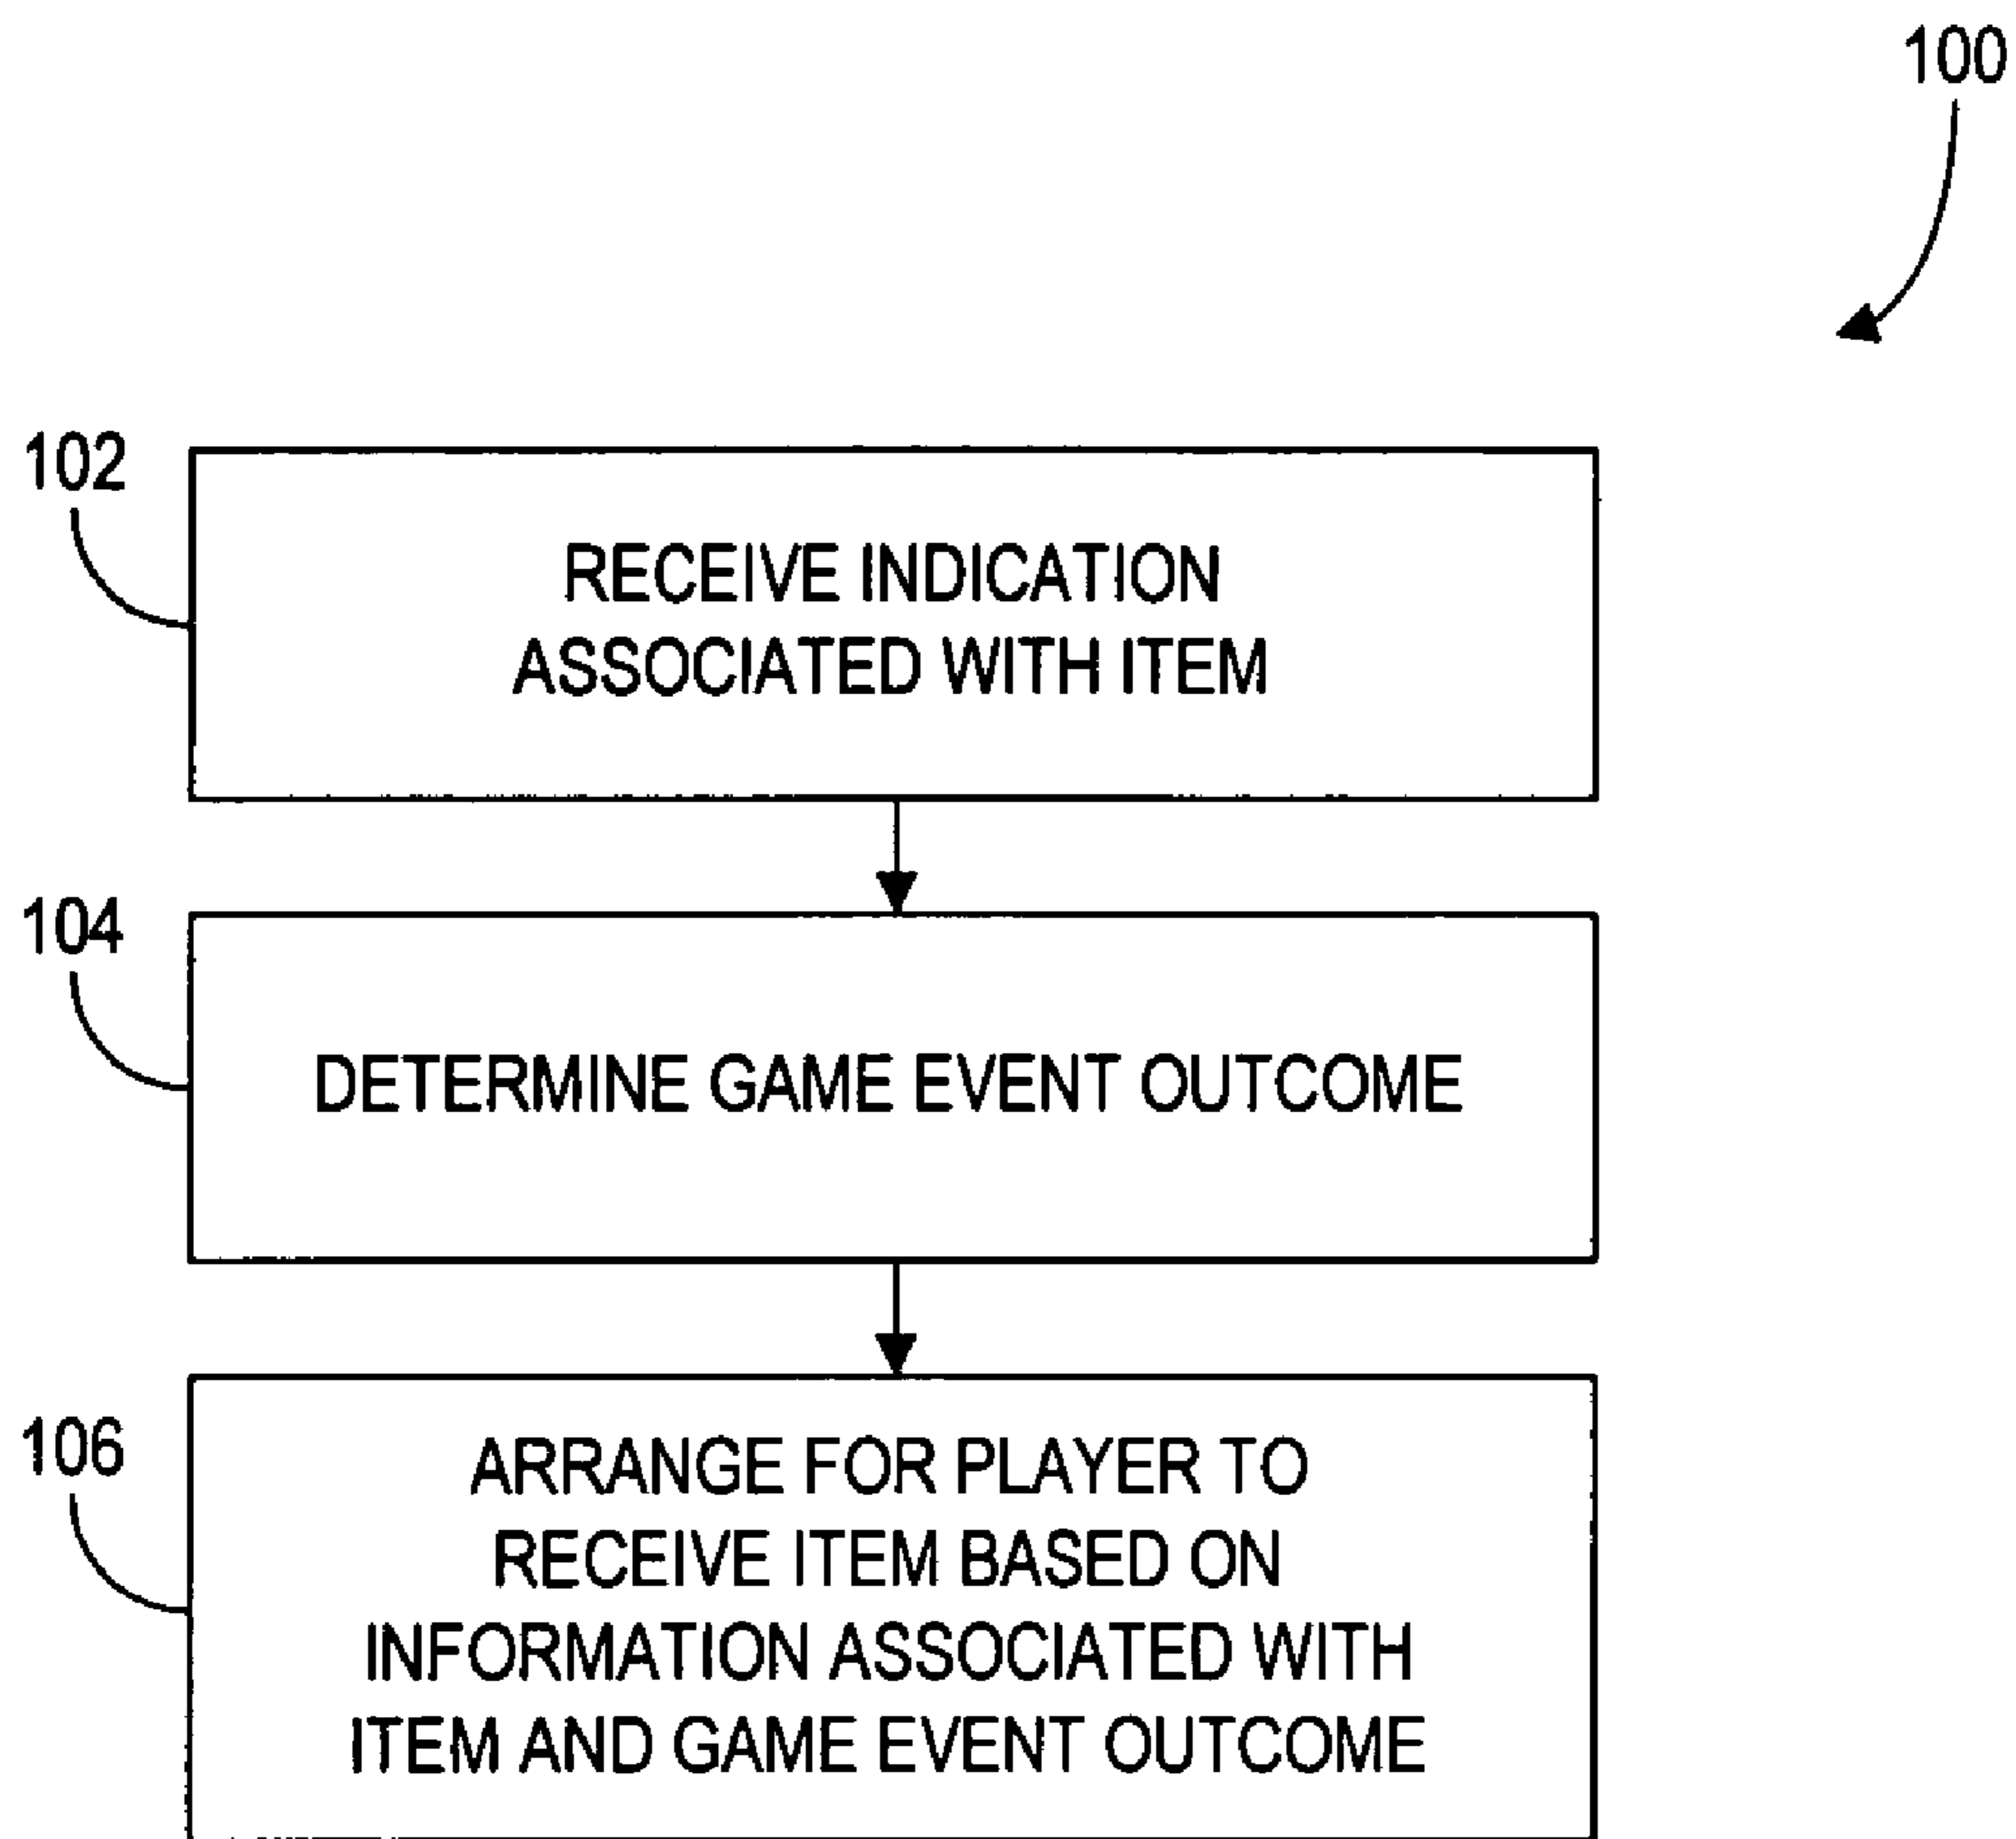 100
102
RECEIVE INDICATION
ASSOCIATED WITH ITEM
104
DETERMINE GAME EVENT OUTCOME
106
ARRANGE FOR PLAYER TO
RECEIVE ITEM BASED ON
INFORMATION ASSOCIATED WITH
ITEM AND GAME EVENT OUTCOME